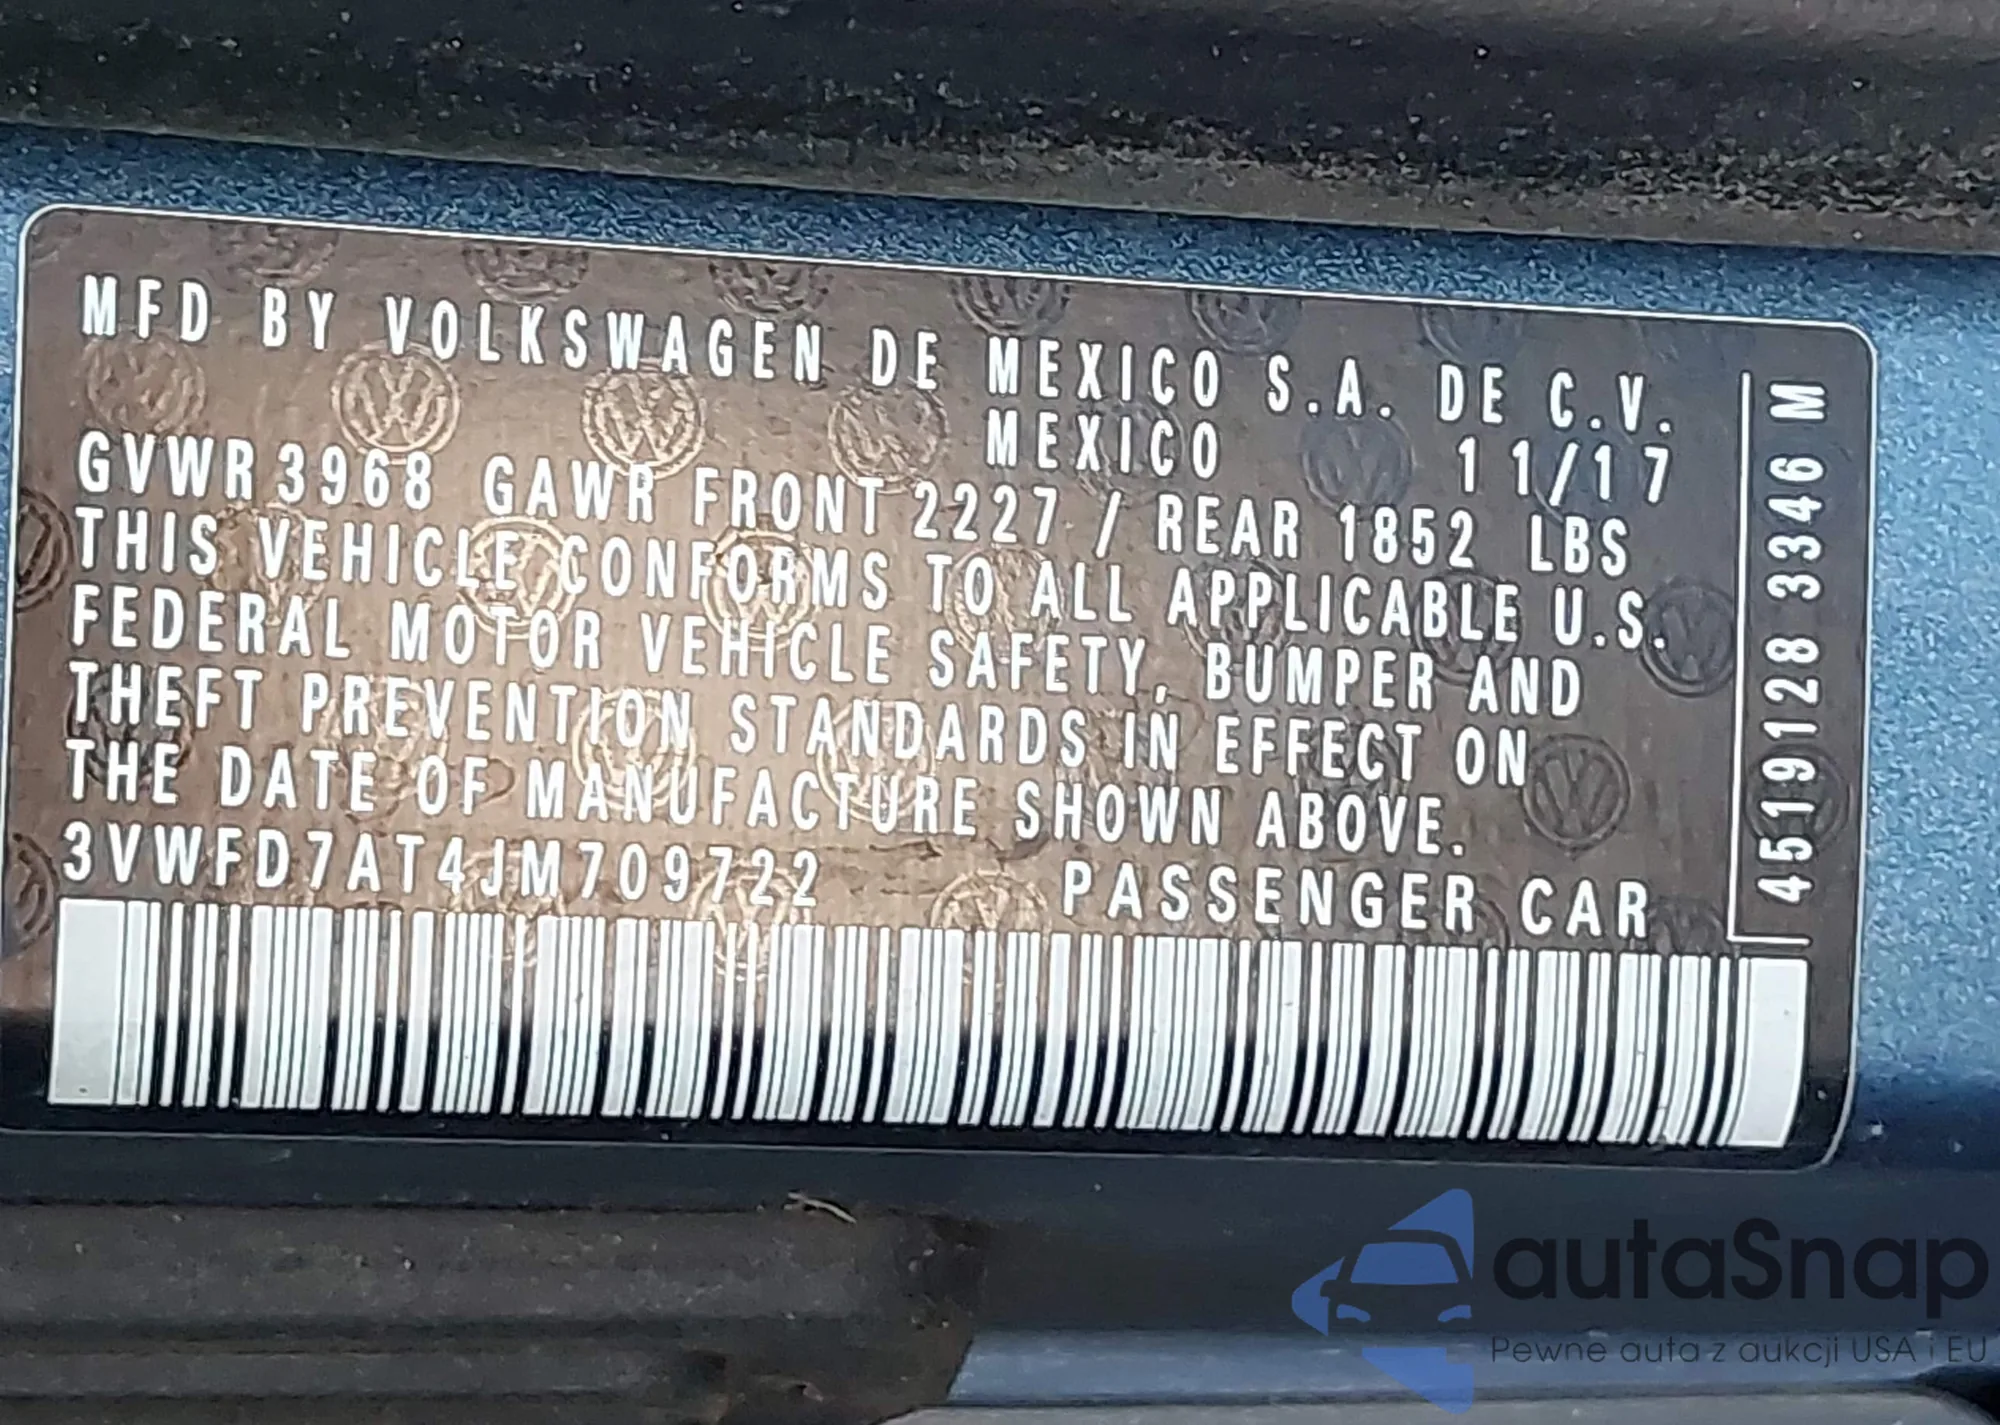 MFD BY VOLKSWAGEN DE MEXICO S.A. DE C.V.
MEXICO 11/17
GVWR 3968 GAWR FRONT 2227 / REAR 1852 LBS
THIS VEHICLE CONFORMS TO ALL APPLICABLE U.S.
FEDERAL MOTOR VEHICLE SAFETY, BUMPER AND
THEFT PREVENTION STANDARDS IN EFFECT ON
THE DATE OF MANUFACTURE SHOWN ABOVE.
3VWFD7AT4JM709722 PASSENGER CAR
4519128 3346 M
autaSnap
Pewne auta z aukcji USA i EU